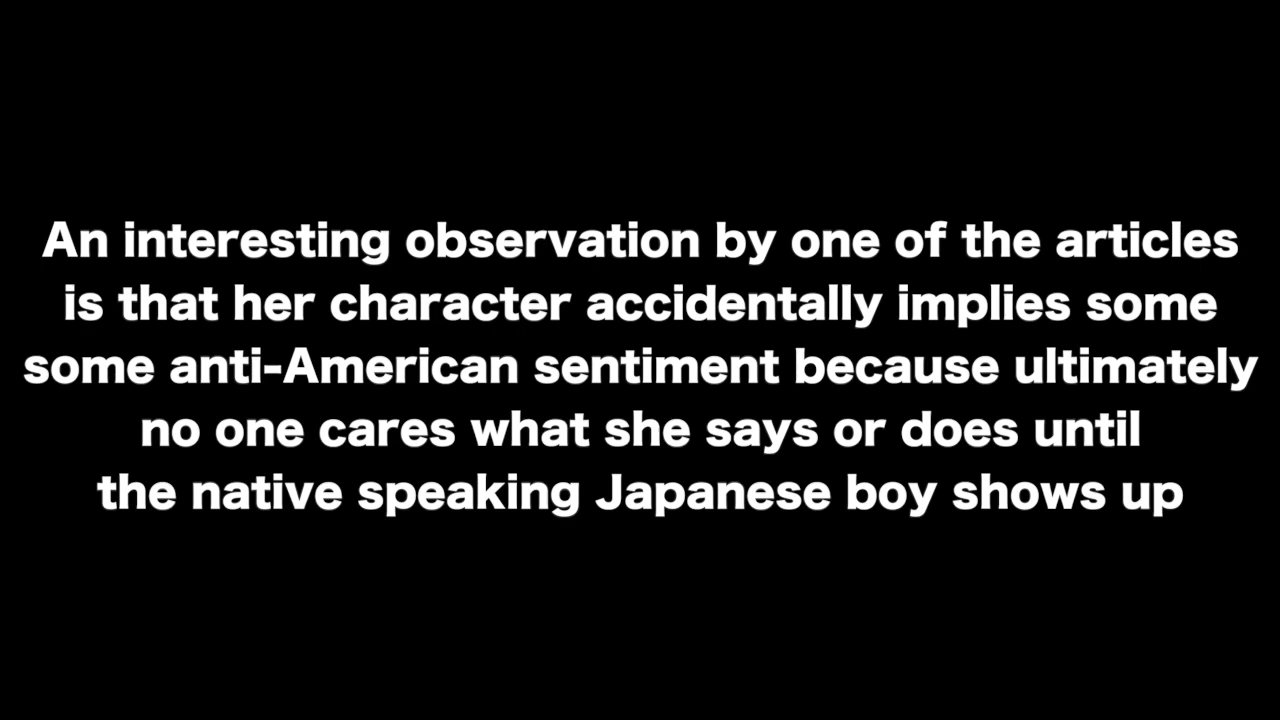 An interesting observation by one of the articles
is that her character accidentally implies some
some anti-American sentiment because ultimately
no one cares what she says or does until
the native speaking Japanese boy shows up